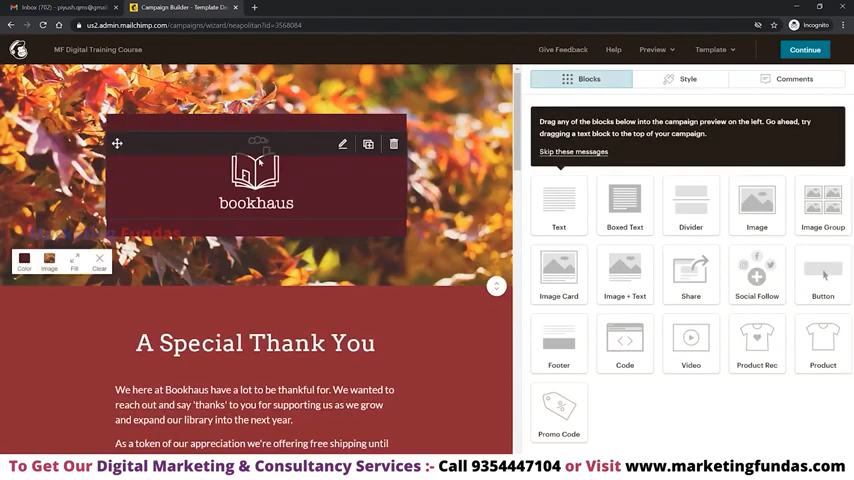 Inbox (702) - piyush.qms@gmail
Campaign Builder - Template De
Incognito
us2.admin.mailchimp.com/campaigns/wizard/neapolitan?id=3568084
MF Digital Training Course
Give Feedback
Help
Preview
Template
Continue
Blocks
Style
Comments
Drag any of the blocks below into the campaign preview on the left. Go ahead, try
dragging a text block to the top of your campaign.
Skip these messages
bookhaus
Fundas
Color
Image
Fill
Clear
Text
Boxed Text
Divider
Image
Image Group
Image Card
Image + Text
Share
Social Follow
Button
Footer
Code
Video
Product Rec
Product
Promo Code
A Special Thank You
We here at Bookhaus have a lot to be thankful for. We wanted to
reach out and say 'thanks' to you for supporting us as we grow
and expand our library into the next year.
As a token of our appreciation we're offering free shipping until
To Get Our Digital Marketing & Consultancy Services :- Call 9354447104 or Visit www.marketingfundas.com